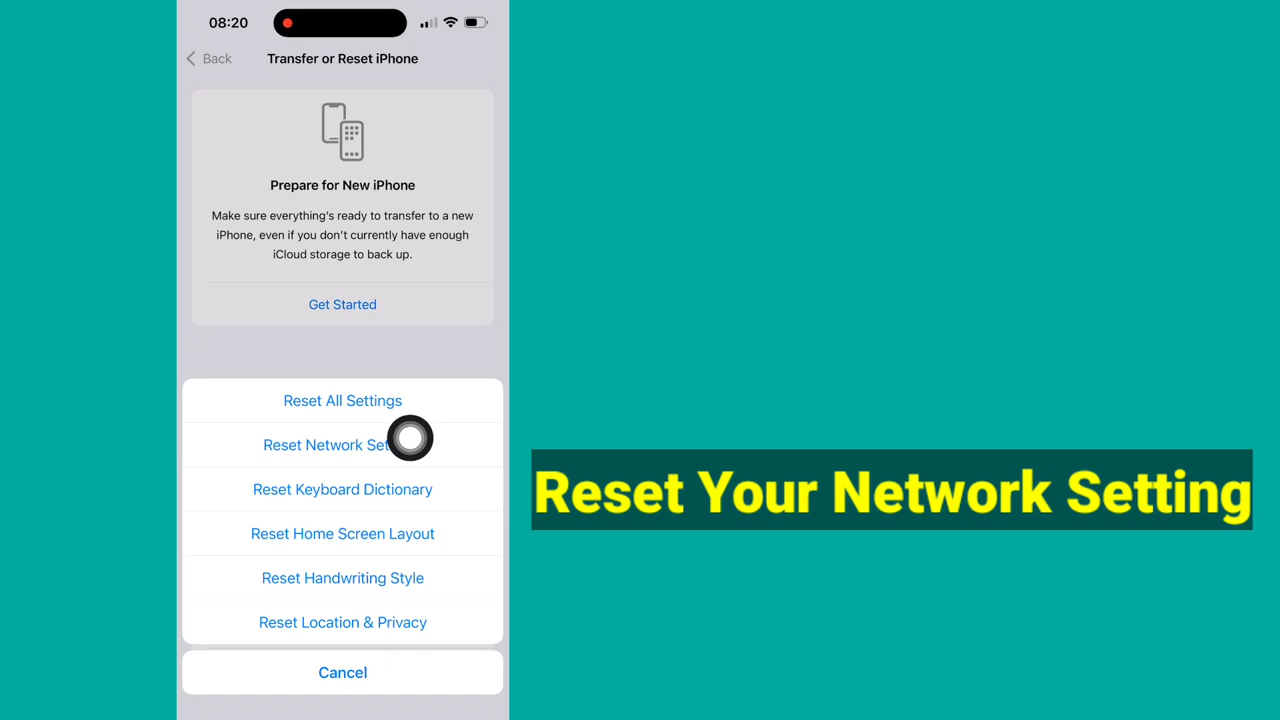 08:20
Back
Transfer or Reset iPhone
Prepare for New iPhone
Make sure everything's ready to transfer to a new
iPhone, even if you don't currently have enough
iCloud storage to back up.
Get Started
Reset All Settings
Reset Network Set
Reset Your Network Setting
Reset Keyboard Dictionary
Reset Home Screen Layout
Reset Handwriting Style
Reset Location & Privacy
Cancel